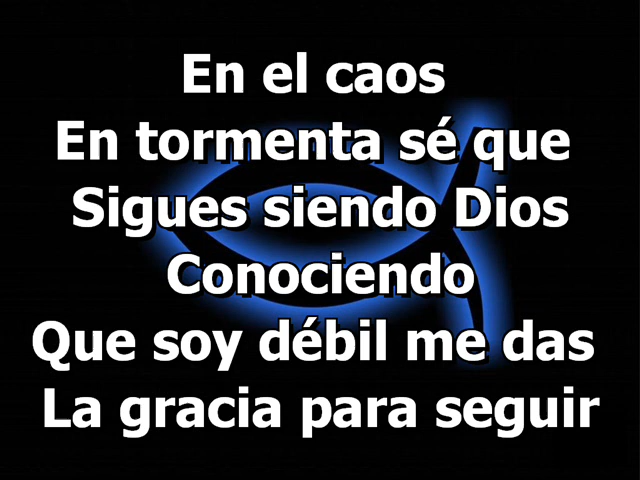 En el caos
En tormenta sé que
Sigues siendo Dios
Conociendo
Que soy débil me das
La gracia para seguir